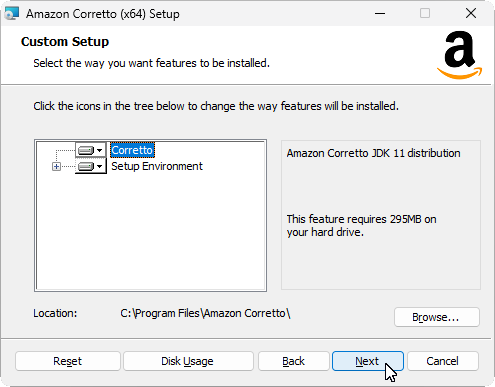 Amazon Corretto (x64) Setup
Custom Setup
Select the way you want features to be installed.
a
Click the icons in the tree below to change the way features will be installed.
Corretto
Setup Environment
Amazon Corretto JDK 11 distribution
This feature requires 295MB on
your hard drive.
Location: C:\Program Files\Amazon Corretto\
Browse...
Reset Disk Usage Back Next Cancel